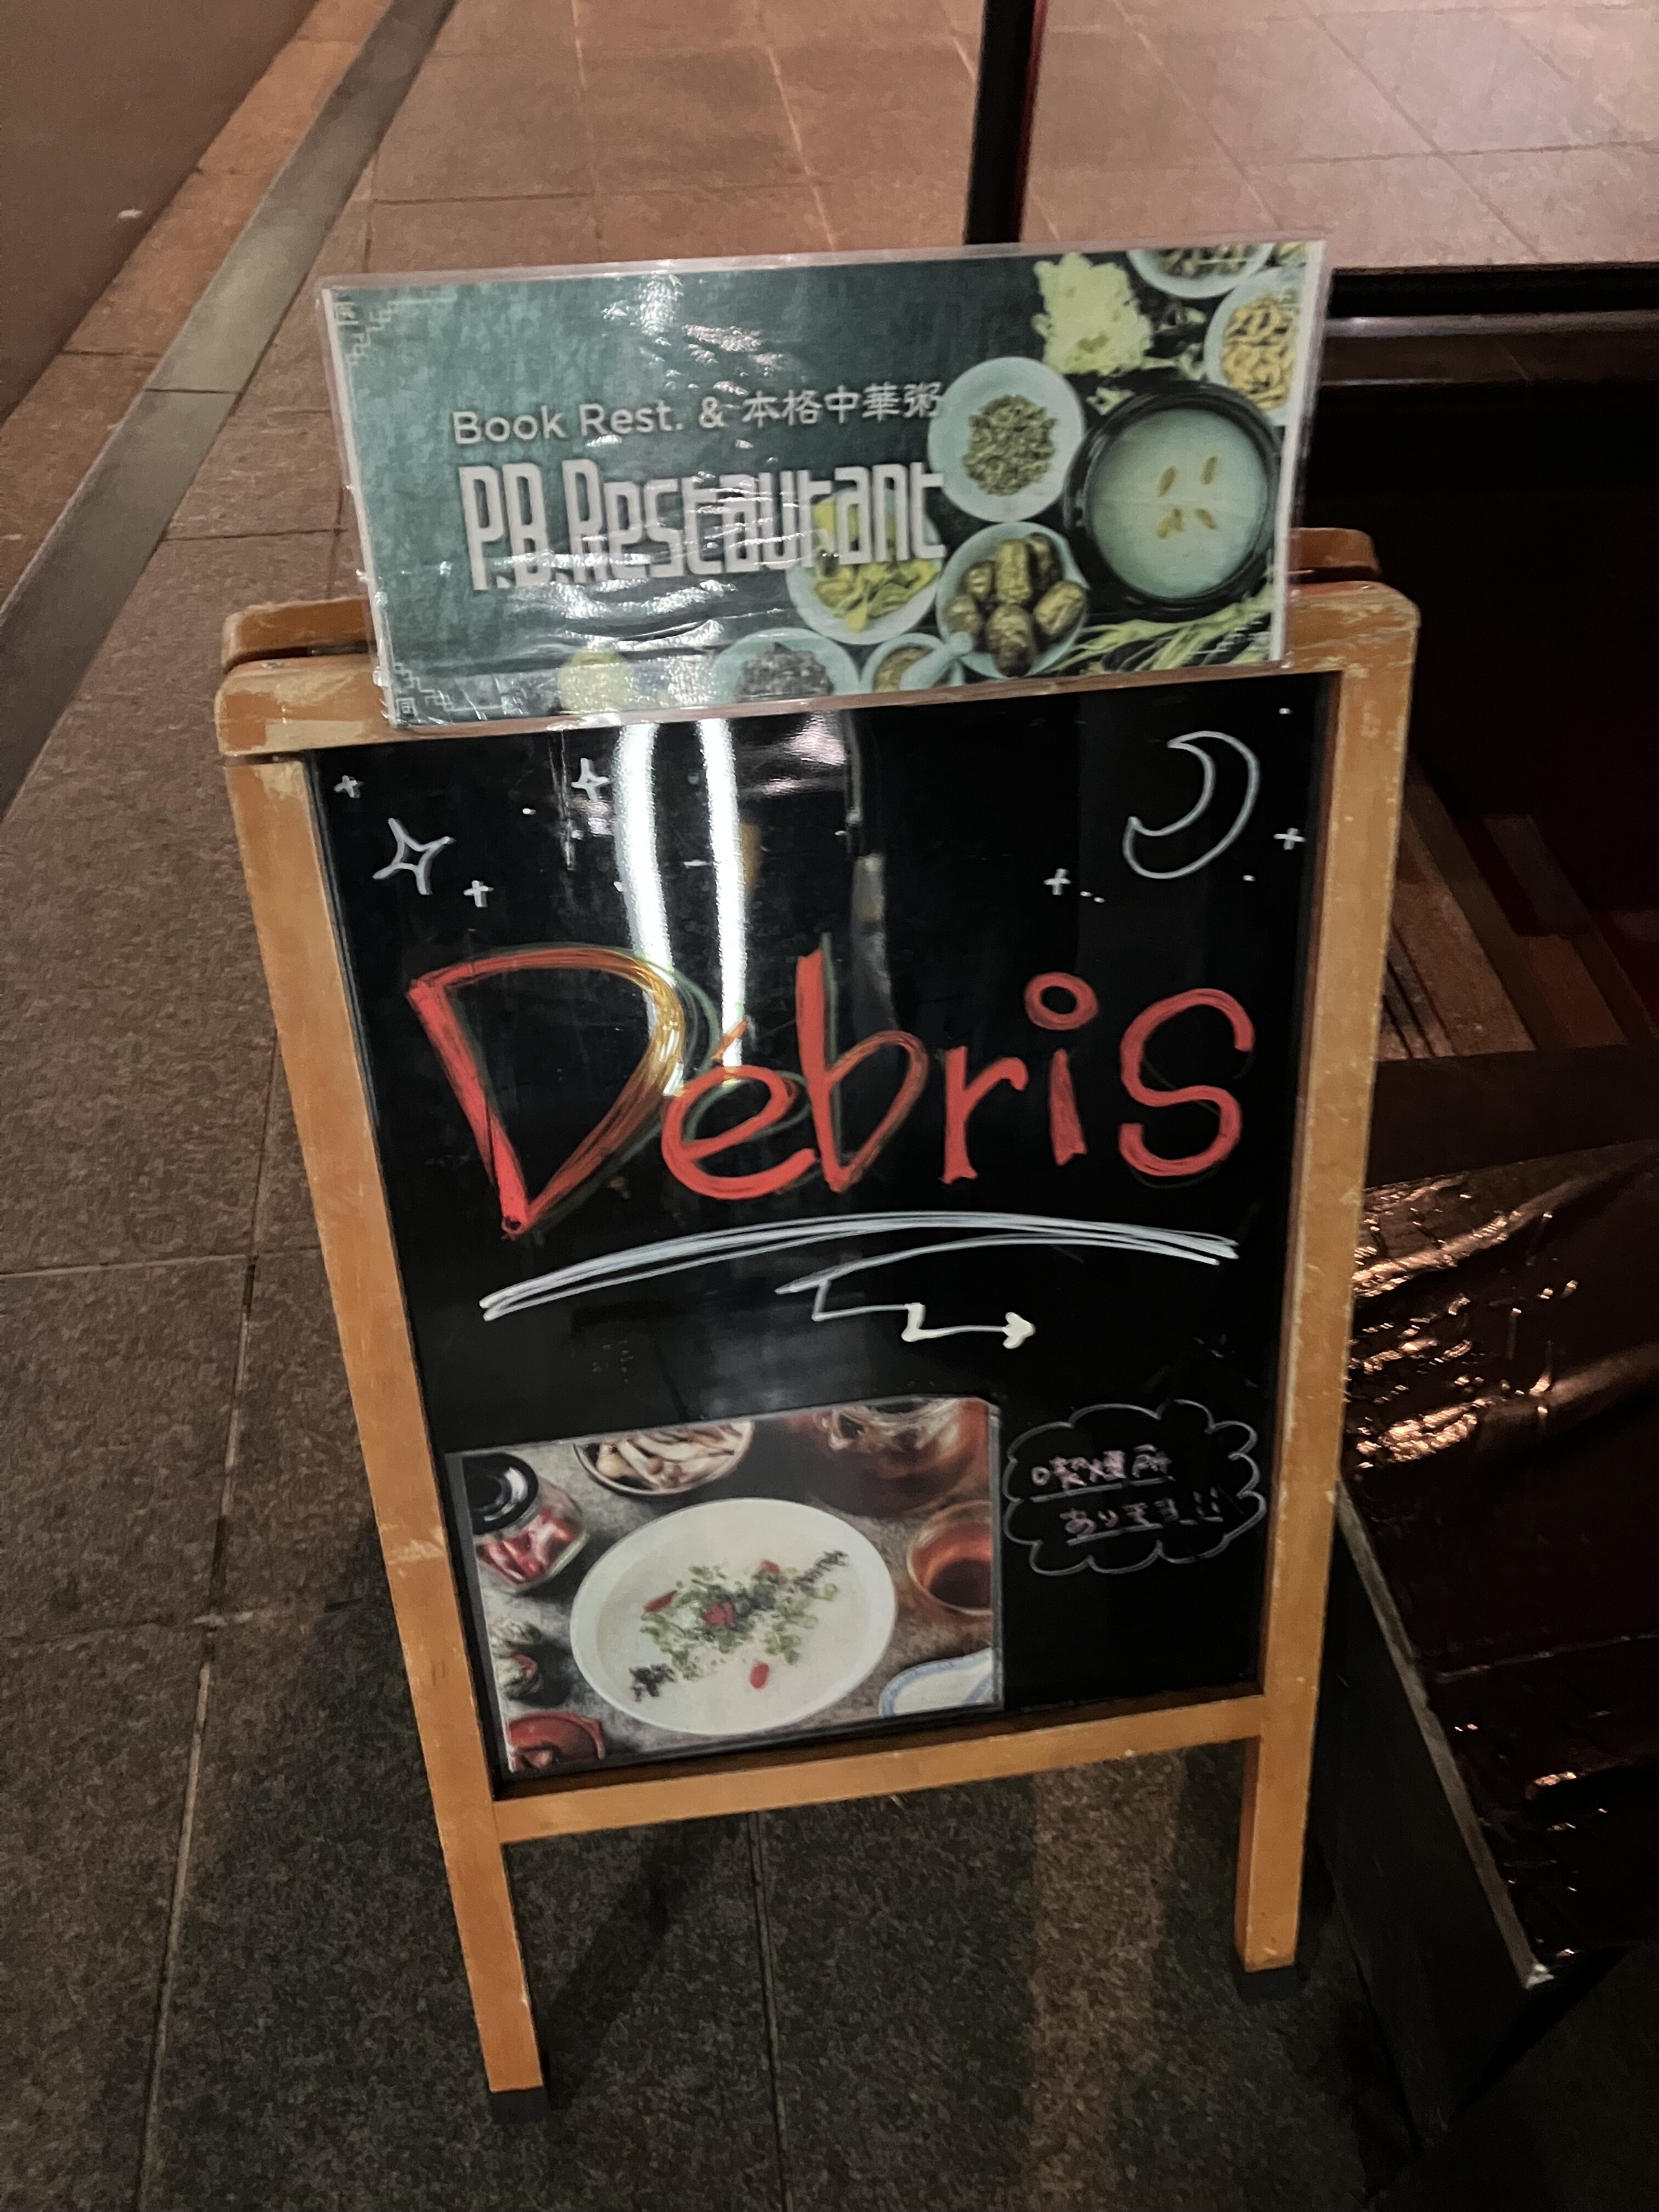 Book Rest. & 本格中華粥
P.B.Restaurant
Débris
喫煙所
あります!!